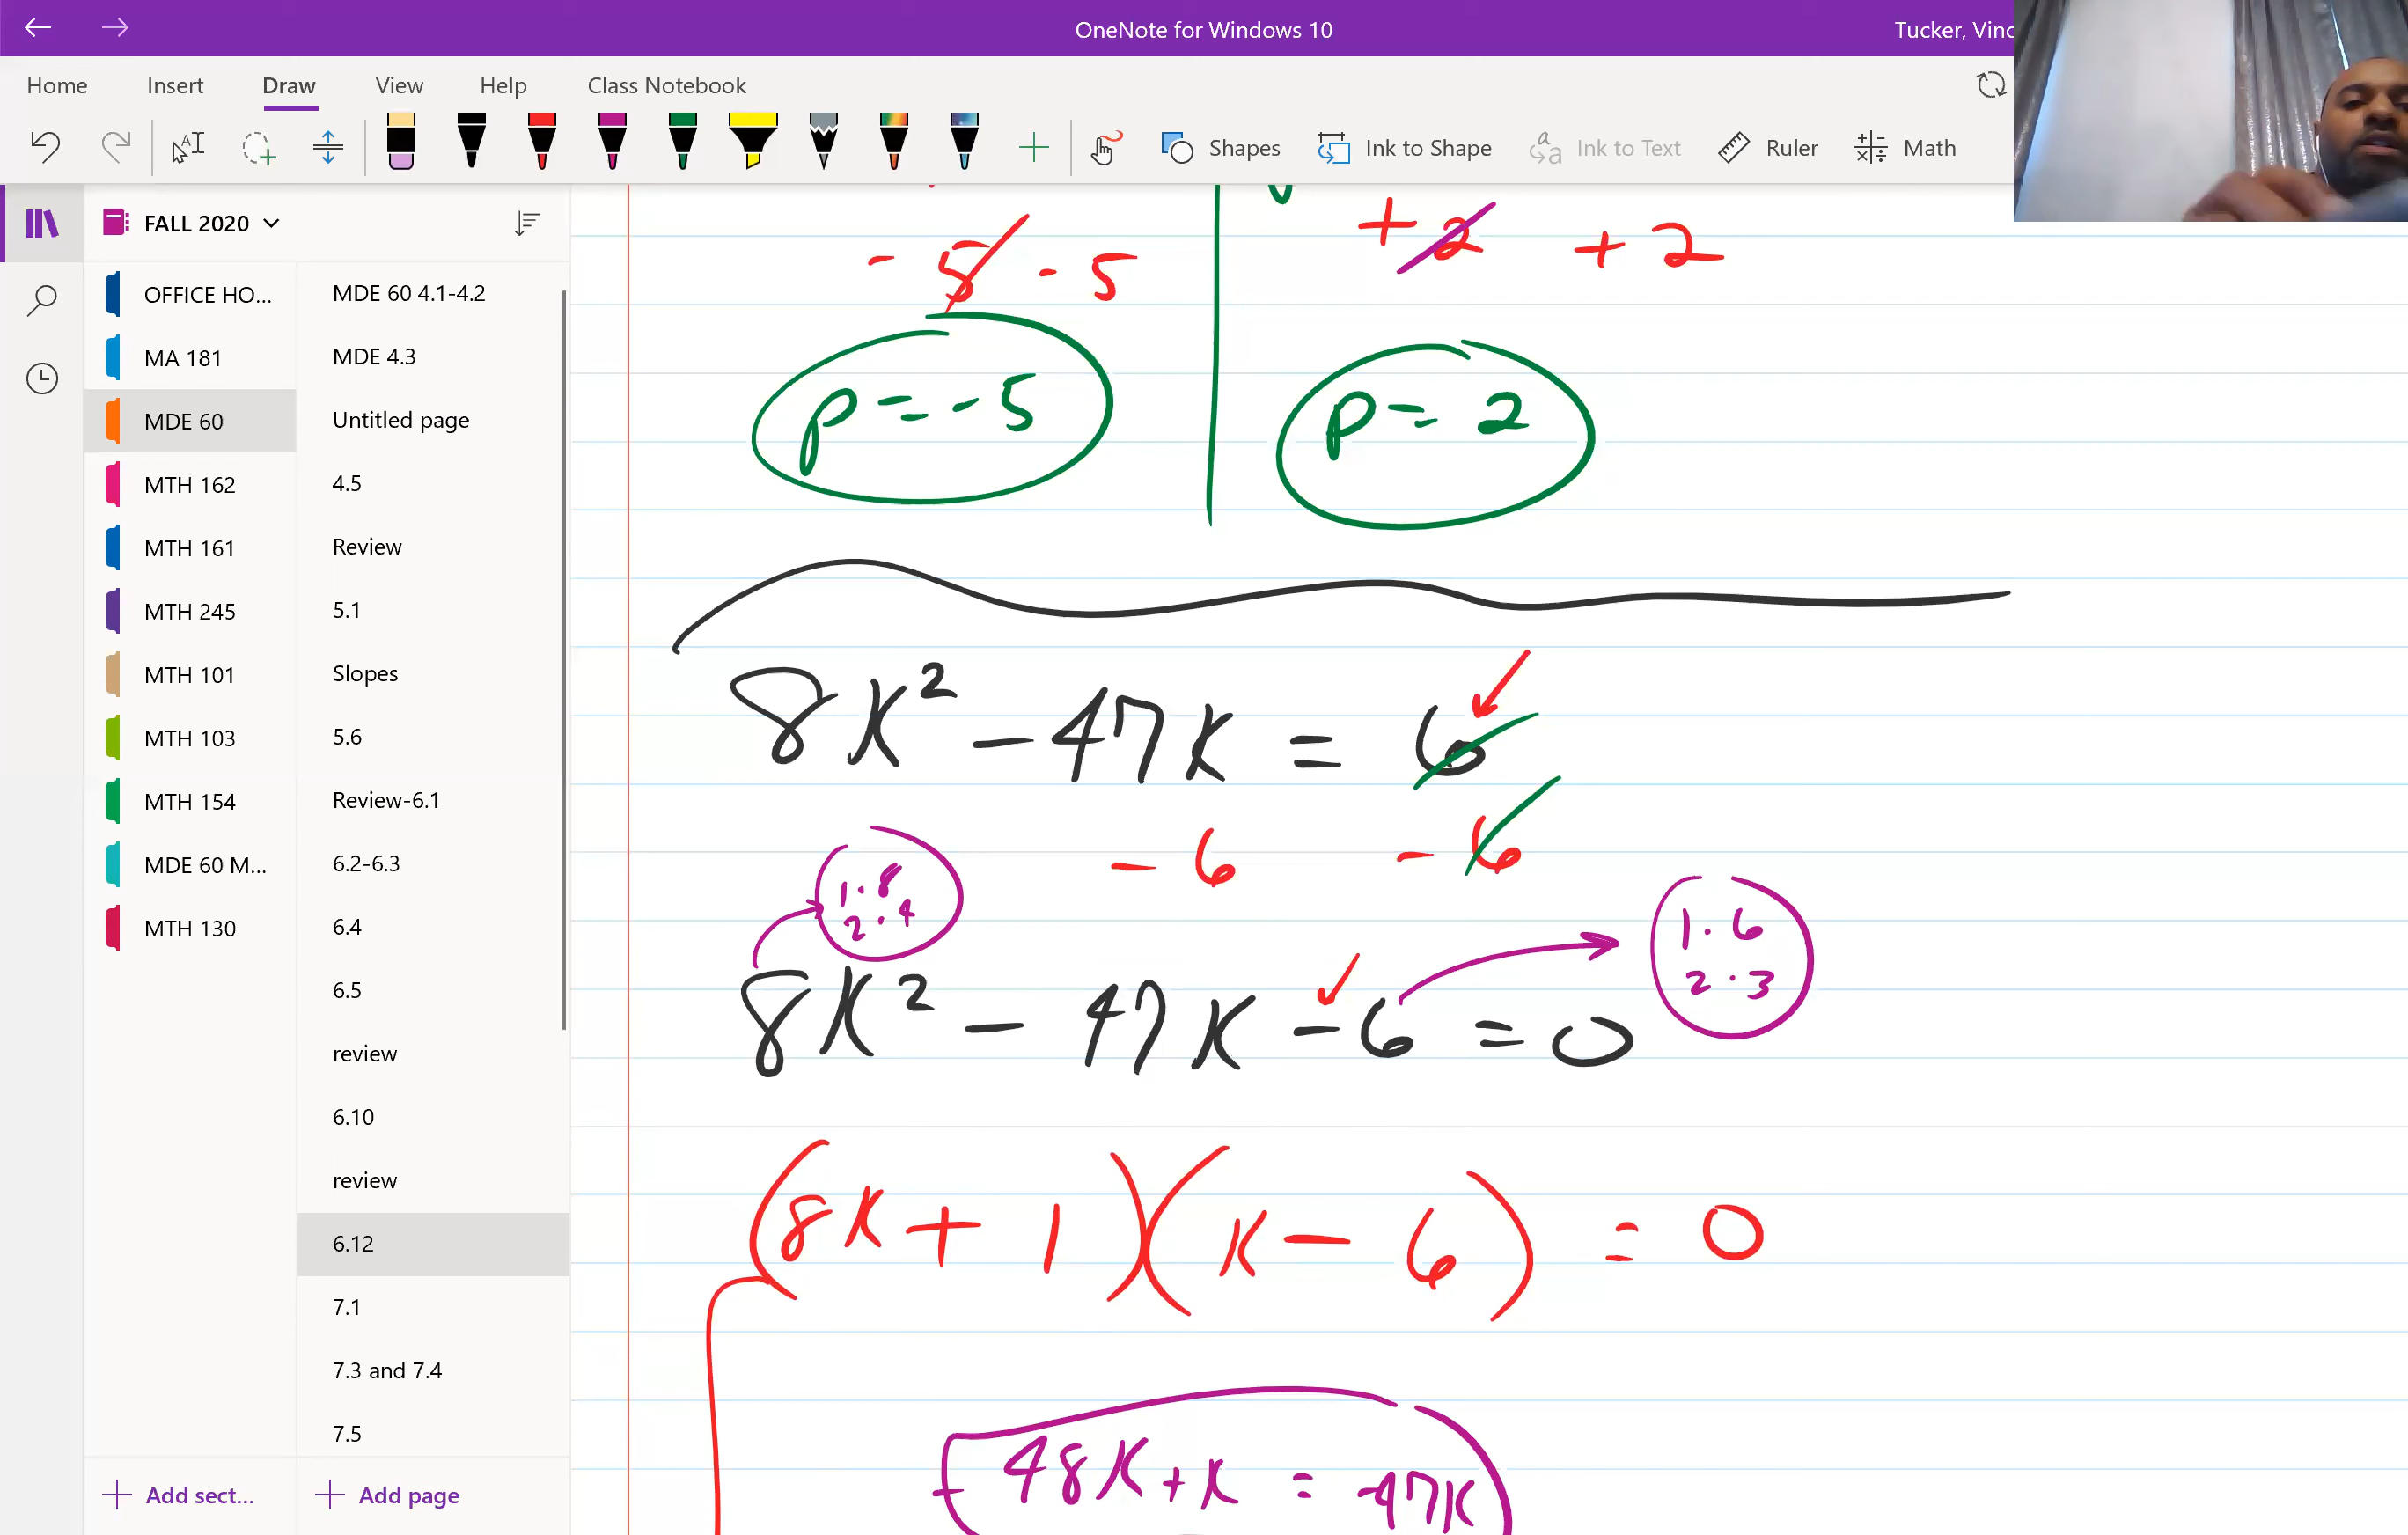 OneNote for Windows 10
Tucker, Vinc
Home Insert Draw View Help Class Notebook
Shapes Ink to Shape Ink to Text Ruler Math
FALL 2020
OFFICE HO...
MA 181
MDE 60
MTH 162
MTH 161
MTH 245
MTH 101
MTH 103
MTH 154
MDE 60 M...
MTH 130
Add sect...
MDE 60 4.1-4.2
MDE 4.3
Untitled page
4.5
Review
5.1
Slopes
5.6
Review-6.1
6.2-6.3
6.4
6.5
review
6.10
review
6.12
7.1
7.3 and 7.4
7.5
Add page
- 5 - 5
+ 2 + 2
p = -5
p = 2
8K² - 47K = 6
- 6 - 6
1 · 8
2 · 4
1 · 6
2 · 3
8K² - 47K - 6 = 0
(8K + 1)(K - 6) = 0
- 48K + K = -47K